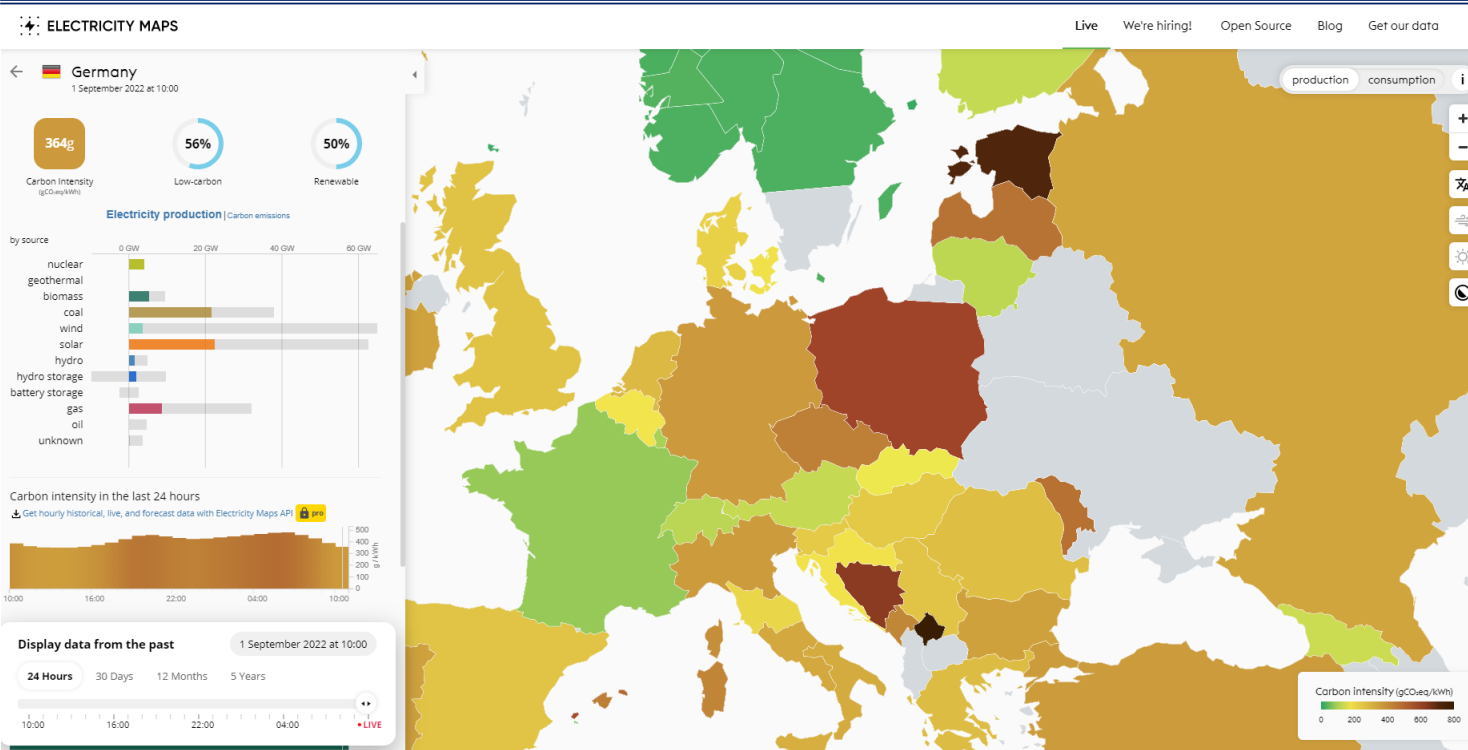 ELECTRICITY MAPS
Live We're hiring! Open Source Blog Get our data
Germany
1 September 2022 at 10:00
production consumption i
364g 56% 50%
Carbon Intensity Low-carbon Renewable
(gCO₂eq/kWh)
Electricity production | Carbon emissions
by source
0 GW 20 GW 40 GW 60 GW
nuclear
geothermal
biomass
coal
wind
solar
hydro
hydro storage
battery storage
gas
oil
unknown
Carbon intensity in the last 24 hours
Get hourly historical, live, and forecast data with Electricity Maps API pro
500
400
300
200
100
0
g / kWh
10:00 16:00 22:00 04:00 10:00
Display data from the past 1 September 2022 at 10:00
24 Hours 30 Days 12 Months 5 Years
10:00 16:00 22:00 04:00 LIVE
Carbon intensity (gCO₂eq/kWh)
0 200 400 600 800